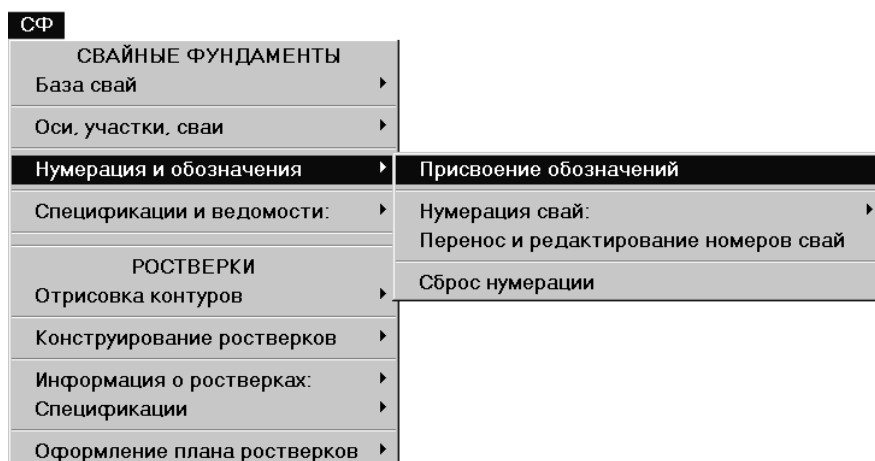 СФ
СВАЙНЫЕ ФУНДАМЕНТЫ
База свай
Оси, участки, сваи
Нумерация и обозначения
Присвоение обозначений
Спецификации и ведомости:
Нумерация свай:
Перенос и редактирование номеров свай
РОСТВЕРКИ
Сброс нумерации
Отрисовка контуров
Конструирование ростверков
Информация о ростверках:
Спецификации
Оформление плана ростверков